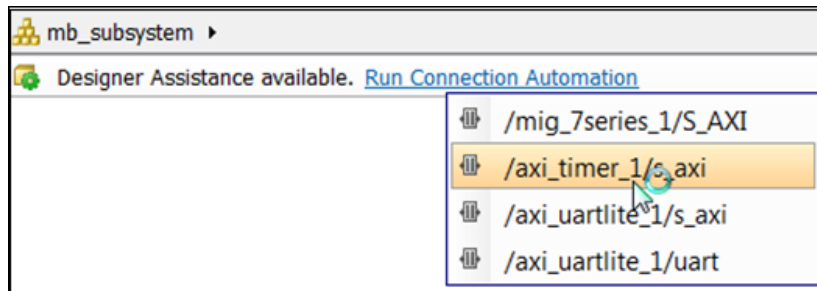 mb_subsystem
Designer Assistance available. Run Connection Automation
/mig_7series_1/S_AXI
/axi_timer_1/s_axi
/axi_uartlite_1/s_axi
/axi_uartlite_1/uart